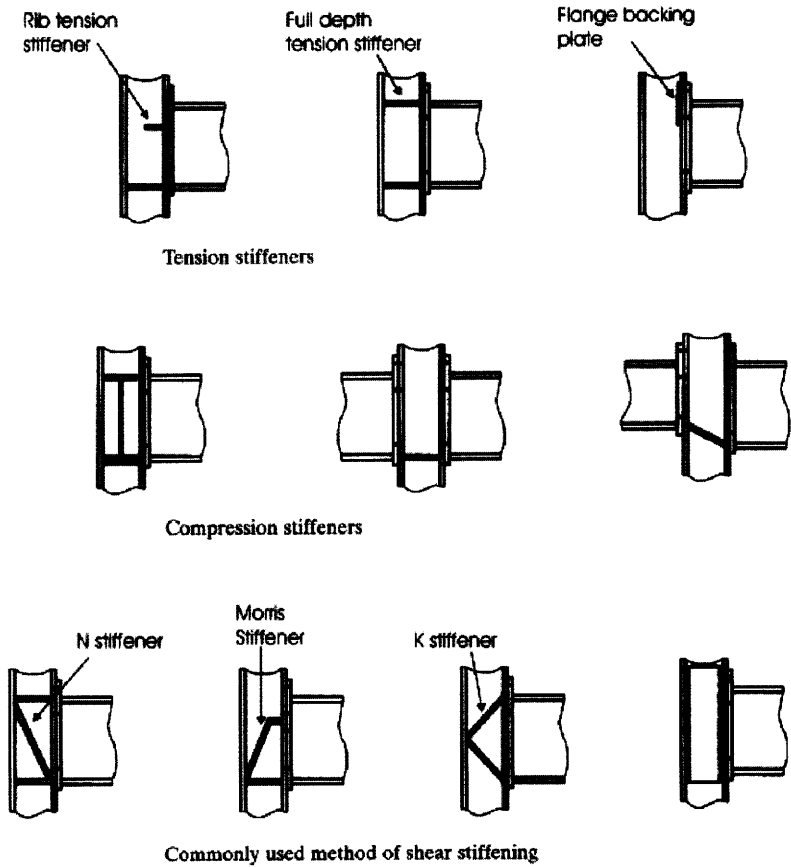 Rib tension
stiffener
Full depth
tension stiffener
Flange backing
plate
Tension stiffeners
Compression stiffeners
N stiffener
Morris
Stiffener
K stiffener
Commonly used method of shear stiffening